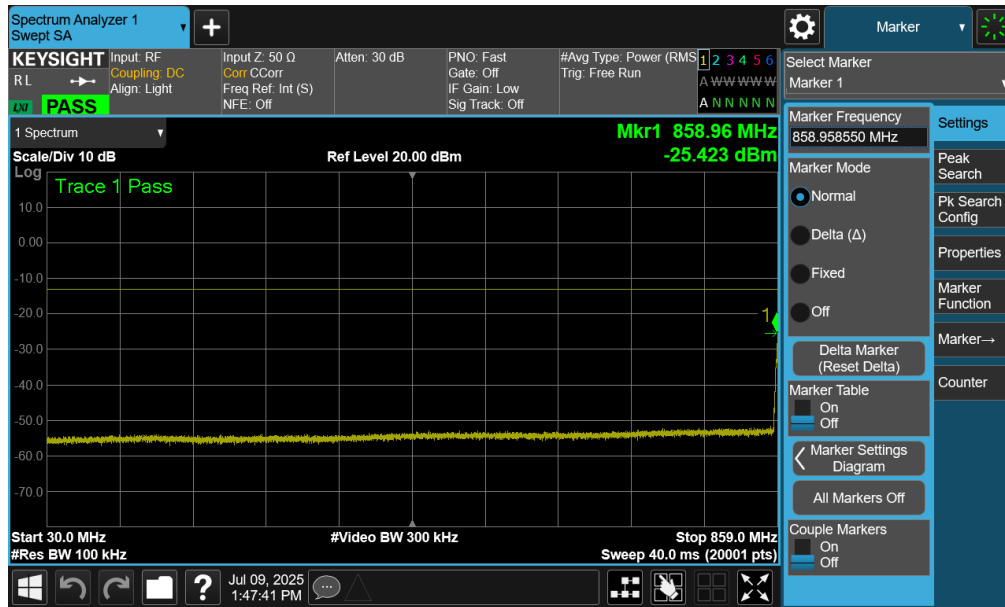 Spectrum Analyzer 1
Swept SA
+
Marker
KEYSIGHT
R L
LXI PASS
Input: RF
Coupling: DC
Align: Light
Input Z: 50 Ω
Corr CCorr
Freq Ref: Int (S)
NFE: Off
Atten: 30 dB
PNO: Fast
Gate: Off
IF Gain: Low
Sig Track: Off
#Avg Type: Power (RMS
Trig: Free Run
1 2 3 4 5 6
A W W W W W
A N N N N N
Select Marker
Marker 1
1 Spectrum
Mkr1 858.96 MHz
-25.423 dBm
Scale/Div 10 dB
Ref Level 20.00 dBm
Log
Trace 1 Pass
10.0
0.00
-10.0
-20.0
-30.0
-40.0
-50.0
-60.0
-70.0
1
Start 30.0 MHz
#Video BW 300 kHz
Stop 859.0 MHz
#Res BW 100 kHz
Sweep 40.0 ms (20001 pts)
Marker Frequency
858.958550 MHz
Marker Mode
Normal
Delta (Δ)
Fixed
Off
Delta Marker
(Reset Delta)
Marker Table
On
Off
Marker Settings
Diagram
All Markers Off
Couple Markers
On
Off
Settings
Peak
Search
Pk Search
Config
Properties
Marker
Function
Marker→
Counter
?
Jul 09, 2025
1:47:41 PM